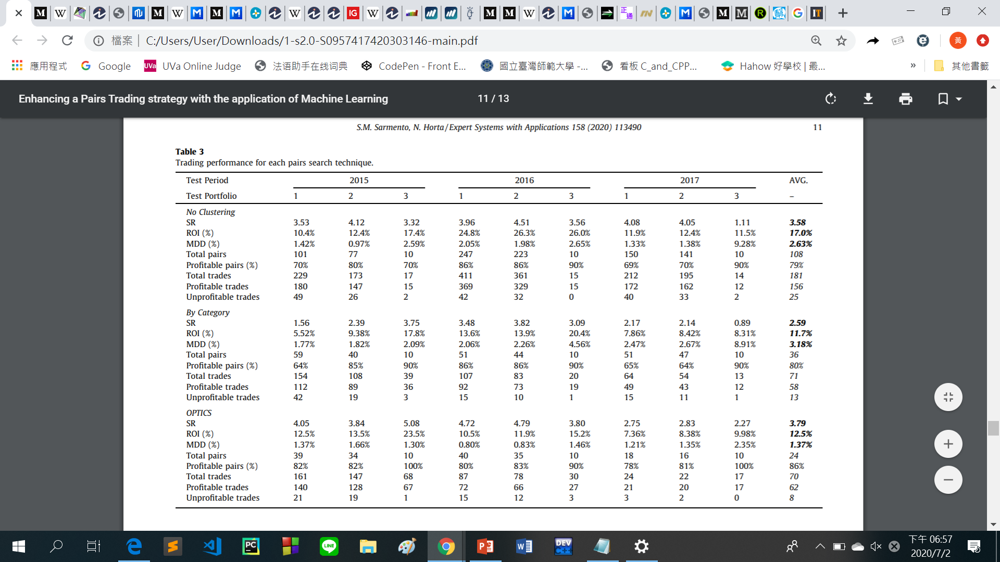 檔案 C:/Users/User/Downloads/1-s2.0-S0957417420303146-main.pdf 黃
應用程式 Google UVa UVa Online Judge 法语助手在线词典 CodePen - Front E... 國立臺灣師範大學 -... 看板 C_and_CPP... Hahow 好學校 | 最... » 其他書籤
Enhancing a Pairs Trading strategy with the application of Machine Learning 11 / 13
S.M. Sarmento, N. Horta / Expert Systems with Applications 158 (2020) 113490 11
Table 3
Trading performance for each pairs search technique.
Test Period 2015 2016 2017 AVG.
Test Portfolio 1 2 3 1 2 3 1 2 3 –
No Clustering
SR 3.53 4.12 3.32 3.96 4.51 3.56 4.08 4.05 1.11 3.58
ROI (%) 10.4% 12.4% 17.4% 24.8% 26.3% 26.0% 11.9% 12.4% 11.5% 17.0%
MDD (%) 1.42% 0.97% 2.59% 2.05% 1.98% 2.65% 1.33% 1.38% 9.28% 2.63%
Total pairs 101 77 10 247 223 10 150 141 10 108
Profitable pairs (%) 70% 80% 70% 86% 86% 90% 69% 70% 90% 79%
Total trades 229 173 17 411 361 15 212 195 14 181
Profitable trades 180 147 15 369 329 15 172 162 12 156
Unprofitable trades 49 26 2 42 32 0 40 33 2 25
By Category
SR 1.56 2.39 3.75 3.48 3.82 3.09 2.17 2.14 0.89 2.59
ROI (%) 5.52% 9.38% 17.8% 13.6% 13.9% 20.4% 7.86% 8.42% 8.31% 11.7%
MDD (%) 1.77% 1.82% 2.09% 2.06% 2.26% 4.56% 2.47% 2.67% 8.91% 3.18%
Total pairs 59 40 10 51 44 10 51 47 10 36
Profitable pairs (%) 64% 85% 90% 86% 86% 90% 65% 64% 90% 80%
Total trades 154 108 39 107 83 20 64 54 13 71
Profitable trades 112 89 36 92 73 19 49 43 12 58
Unprofitable trades 42 19 3 15 10 1 15 11 1 13
OPTICS
SR 4.05 3.84 5.08 4.72 4.79 3.80 2.75 2.83 2.27 3.79
ROI (%) 12.5% 13.5% 23.5% 10.5% 11.9% 15.2% 7.36% 8.38% 9.98% 12.5%
MDD (%) 1.37% 1.66% 1.30% 0.80% 0.83% 1.46% 1.21% 1.35% 2.35% 1.37%
Total pairs 39 34 10 40 35 10 18 16 10 24
Profitable pairs (%) 82% 82% 100% 80% 83% 90% 78% 81% 100% 86%
Total trades 161 147 68 87 78 30 24 22 17 70
Profitable trades 140 128 67 72 66 27 21 20 17 62
Unprofitable trades 21 19 1 15 12 3 3 2 0 8
下午 06:57
2020/7/2